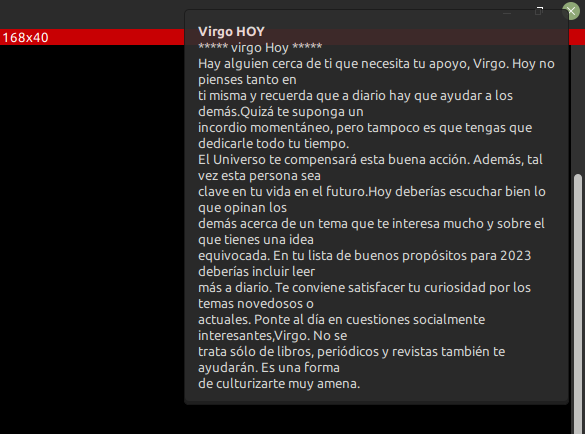 168x40
Virgo HOY
***** virgo Hoy *****
Hay alguien cerca de ti que necesita tu apoyo, Virgo. Hoy no
pienses tanto en
ti misma y recuerda que a diario hay que ayudar a los
demás.Quizá te suponga un
incordio momentáneo, pero tampoco es que tengas que
dedicarle todo tu tiempo.
El Universo te compensará esta buena acción. Además, tal
vez esta persona sea
clave en tu vida en el futuro.Hoy deberías escuchar bien lo
que opinan los
demás acerca de un tema que te interesa mucho y sobre el
que tienes una idea
equivocada. En tu lista de buenos propósitos para 2023
deberías incluir leer
más a diario. Te conviene satisfacer tu curiosidad por los
temas novedosos o
actuales. Ponte al día en cuestiones socialmente
interesantes,Virgo. No se
trata sólo de libros, periódicos y revistas también te
ayudarán. Es una forma
de culturizarte muy amena.